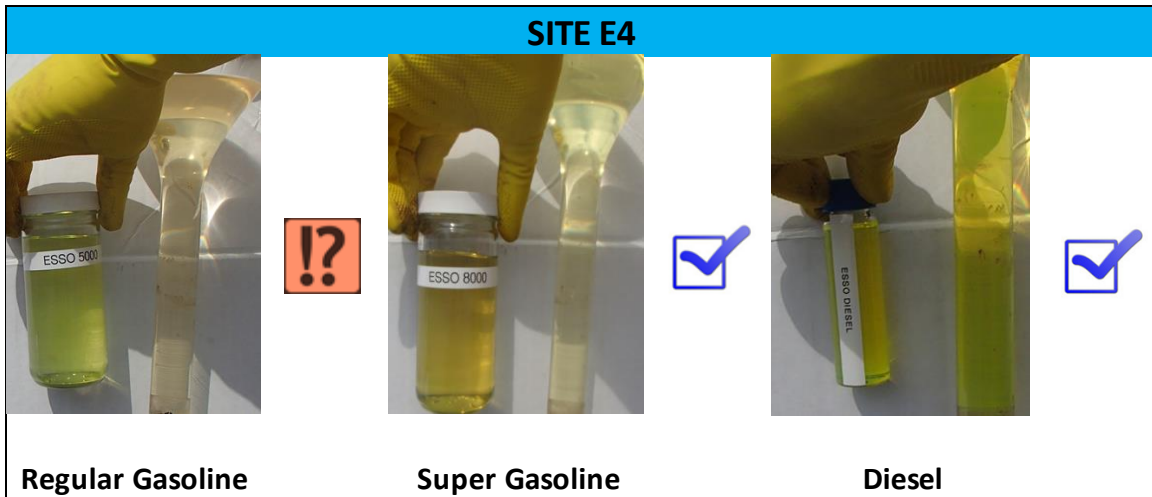 SITE E4
ESSO 5000
!?
ESSO 8000
ESSO DIESEL
Regular Gasoline
Super Gasoline
Diesel